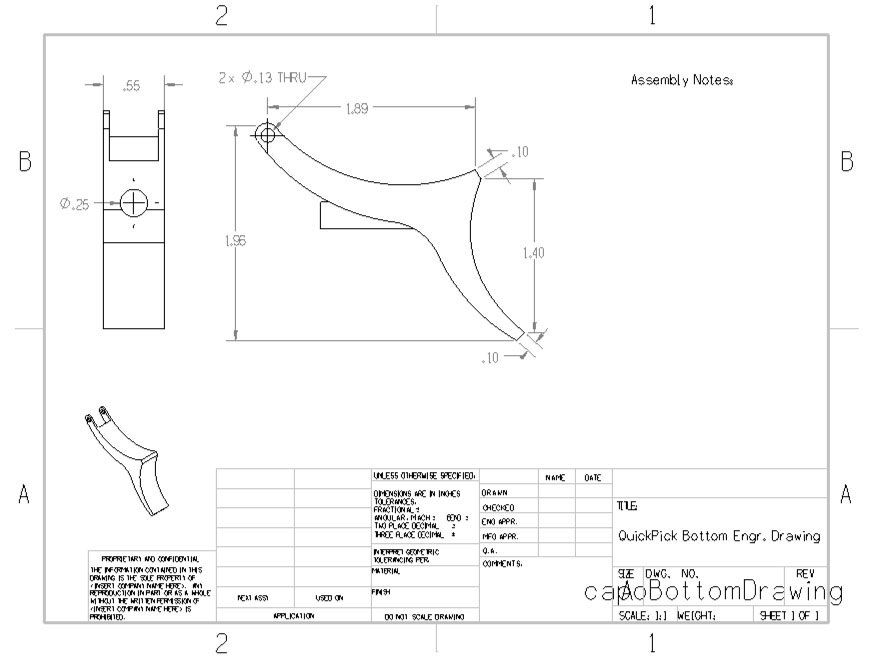 2 1
B B
A A
2 1
.55
2x Ø.13 THRU
1.89
.10
Ø.25
1.96
1.40
.10
Assembly Notes:
PROPRIETARY AND CONFIDENTIAL
THE INFORMATION CONTAINED IN THIS
DRAWING IS THE SOLE PROPERTY OF
<INSERT COMPANY NAME HERE>. ANY
REPRODUCTION IN PART OR AS A WHOLE
WITHOUT THE WRITTEN PERMISSION OF
<INSERT COMPANY NAME HERE> IS
PROHIBITED.
NEXT ASSY USED ON
APPLICATION
UNLESS OTHERWISE SPECIFIED:
DIMENSIONS ARE IN INCHES
TOLERANCES:
FRACTIONAL ±
ANGULAR: MACH ± BEND ±
TWO PLACE DECIMAL ±
THREE PLACE DECIMAL ±
INTERPRET GEOMETRIC
TOLERANCING PER:
MATERIAL
FINISH
DO NOT SCALE DRAWING
NAME DATE
DRAWN
CHECKED
ENG APPR.
MFG APPR.
Q.A.
COMMENTS:
TITLE:
QuickPick Bottom Engr. Drawing
SIZE DWG. NO. REV
A
capoBottomDrawing
SCALE: 1:1 WEIGHT: SHEET 1 OF 1